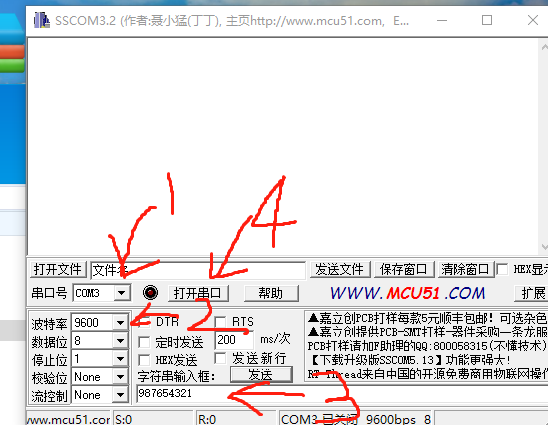 SSCOM3.2 (作者:聂小猛(丁丁), 主页http://www.mcu51.com, E...
1
4
打开文件 文件名 发送文件 保存窗口 清除窗口 HEX显示
串口号 COM3 打开串口 帮助 WWW.MCU51.COM 扩展
波特率 9600 DTR RTS
2
数据位 8 定时发送 200 ms/次
停止位 1 HEX发送 发送新行
校验位 None 字符串输入框: 发送
流控制 None 987654321
3
▲嘉立创PCB打样每款5元顺丰包邮!可洗杂色
▲嘉立创提供PCB-SMT打样-器件采购一条龙服
PCB打样请加QQ助理的QQ:800058315(不懂技术)
【下载升级版SSCOM5.13】功能更强大!
RT-Thread来自中国的开源免费商用物联网操作
www.mcu51.com S:0 R:0 COM3 已关闭 9600bps 8